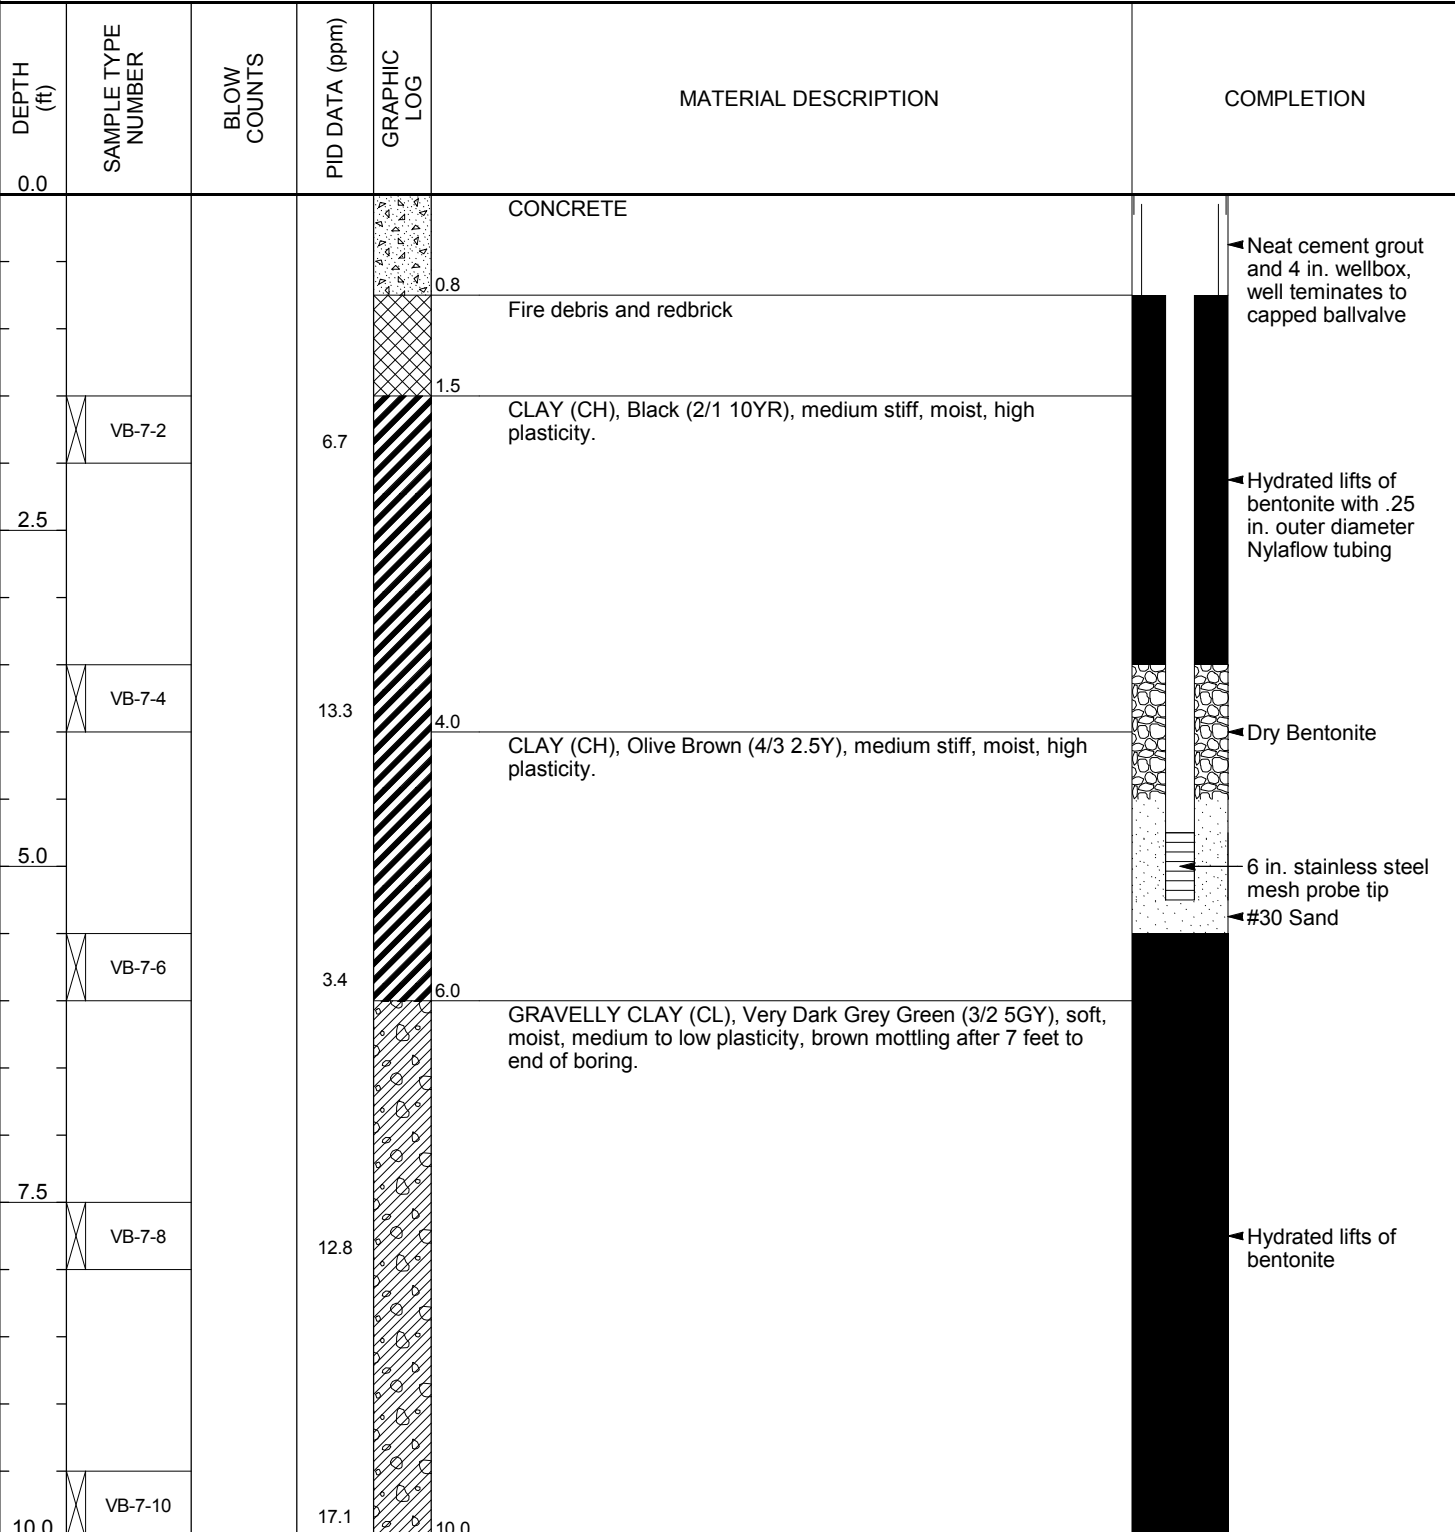 DEPTH
(ft)
SAMPLE TYPE
NUMBER
BLOW
COUNTS
PID DATA (ppm)
GRAPHIC
LOG
MATERIAL DESCRIPTION
COMPLETION
0.0
CONCRETE
Neat cement grout
and 4 in. wellbox,
well teminates to
capped ballvalve
0.8
Fire debris and redbrick
1.5
CLAY (CH), Black (2/1 10YR), medium stiff, moist, high
plasticity.
VB-7-2
6.7
Hydrated lifts of
bentonite with .25
in. outer diameter
Nylaflow tubing
2.5
VB-7-4
13.3
4.0
CLAY (CH), Olive Brown (4/3 2.5Y), medium stiff, moist, high
plasticity.
Dry Bentonite
5.0
6 in. stainless steel
mesh probe tip
#30 Sand
VB-7-6
3.4
6.0
GRAVELLY CLAY (CL), Very Dark Grey Green (3/2 5GY), soft,
moist, medium to low plasticity, brown mottling after 7 feet to
end of boring.
7.5
VB-7-8
12.8
Hydrated lifts of
bentonite
VB-7-10
17.1
10.0
10.0